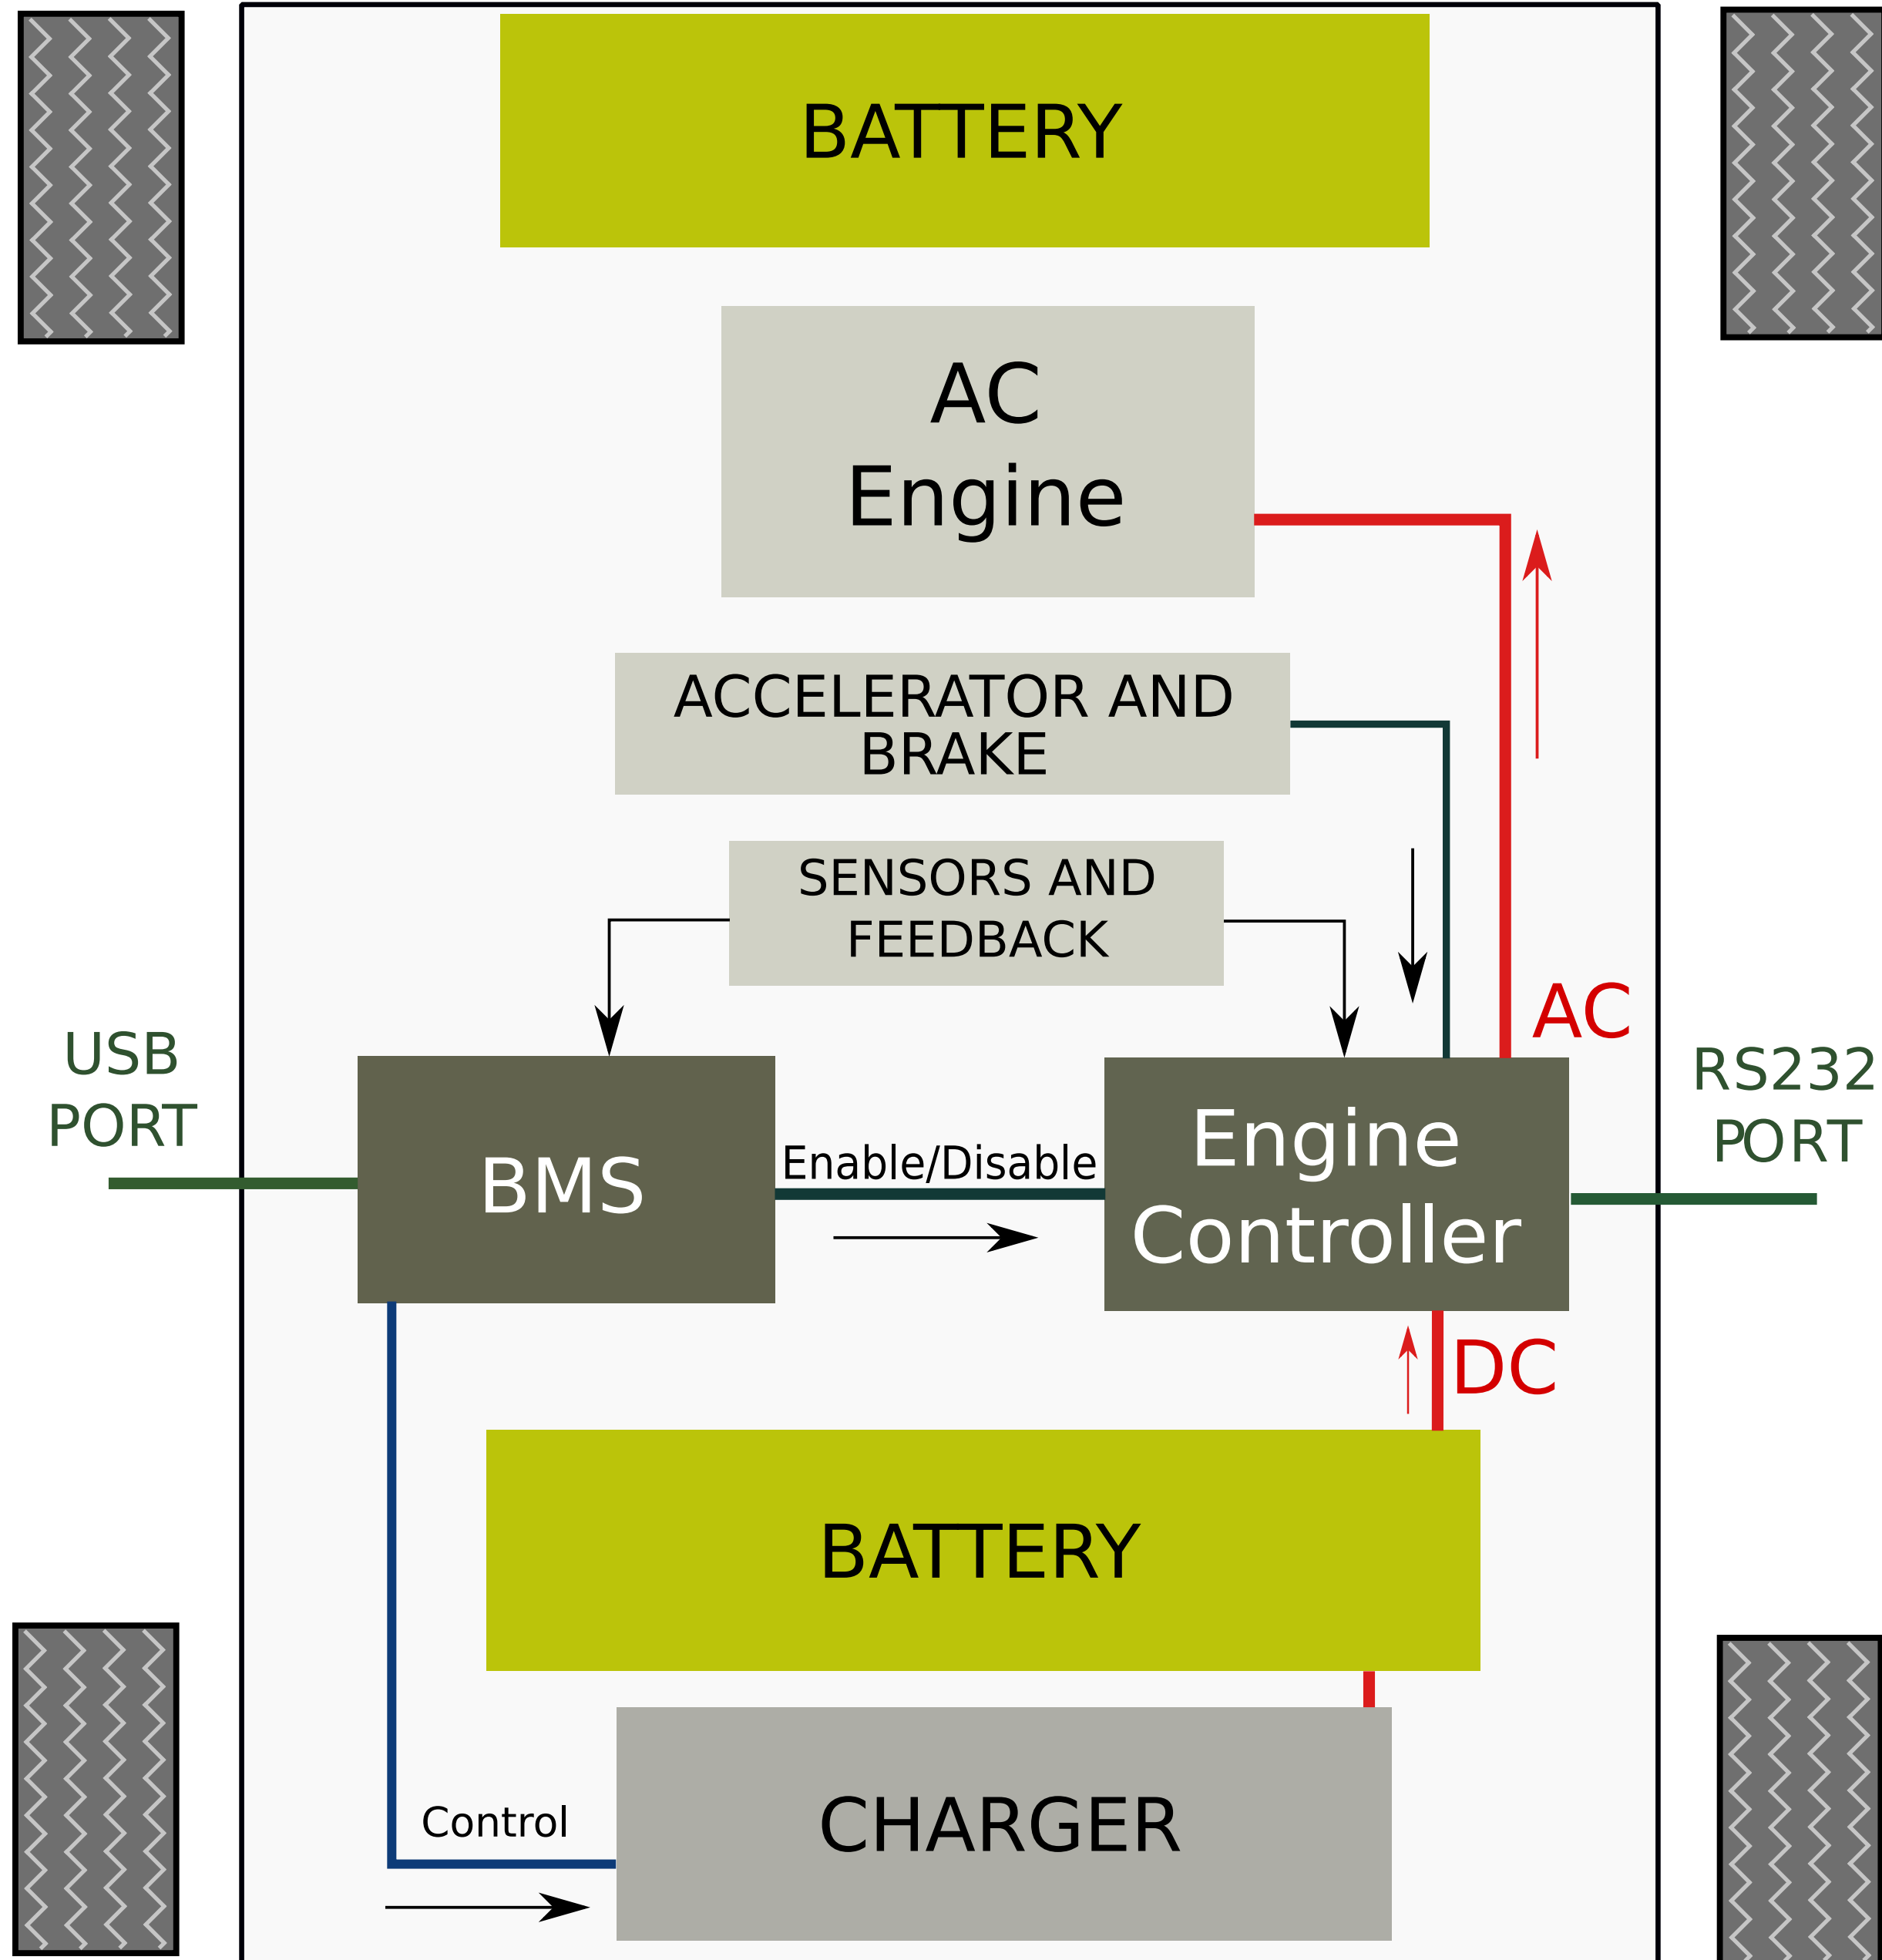 BATTERY
AC
Engine
ACCELERATOR AND
BRAKE
SENSORS AND
FEEDBACK
AC
USB
PORT
RS232
PORT
BMS
Enable/Disable
Engine
Controller
DC
BATTERY
Control
CHARGER